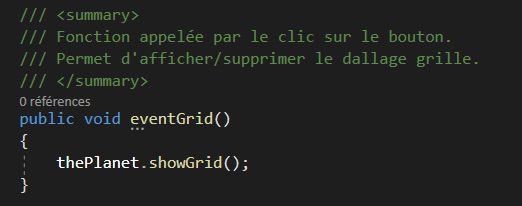 /// <summary>
/// Fonction appelée par le clic sur le bouton.
/// Permet d'afficher/supprimer le dallage grille.
/// </summary>
0 références
public void eventGrid()
{
thePlanet.showGrid();
}